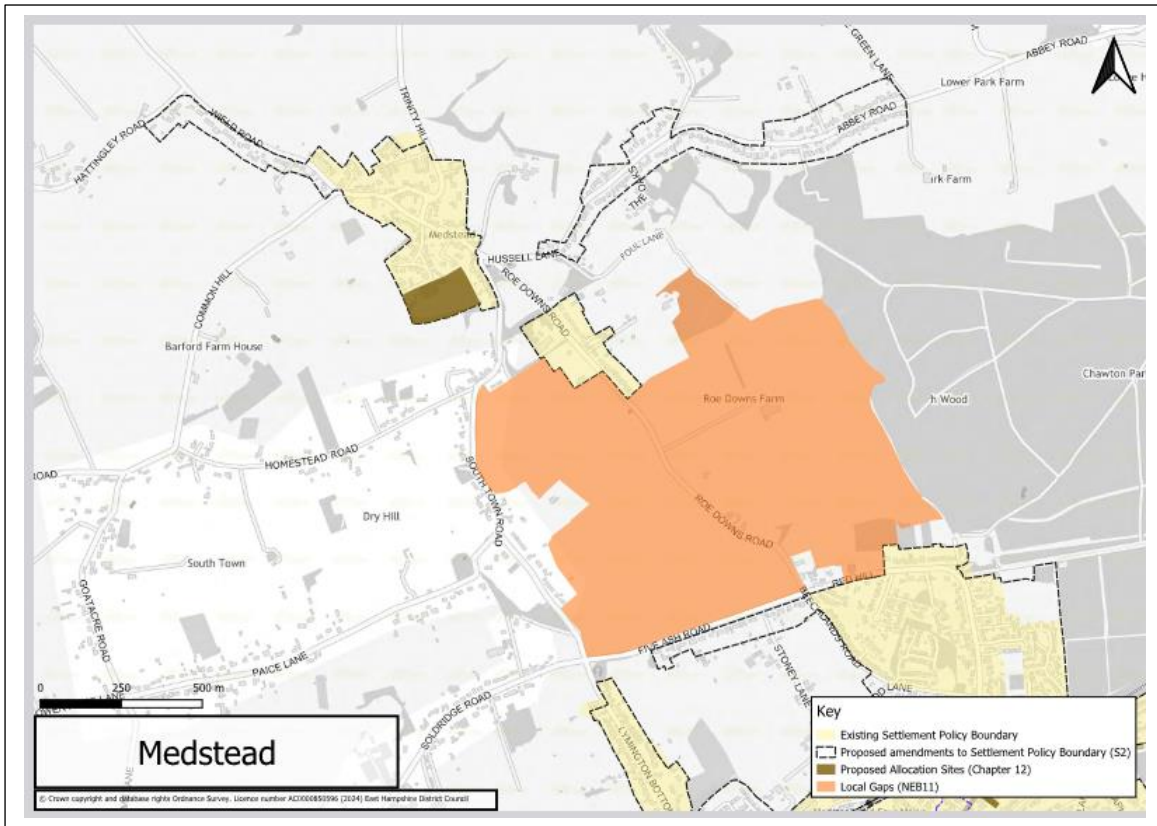 GREEN LANE
ABBEY ROAD
Lower Park Farm
TRINITY HILL
WIELD ROAD
HATTINGLEY ROAD
ABBEY ROAD
THE OAKS
Medstead
HUSSELL LANE
FOUL LANE
ROE DOWNS ROAD
COMMON HILL
Barford Farm House
Roe Downs Farm
HOMESTEAD ROAD
ROAD
SOUTH TOWN ROAD
Dry Hill
ROE DOWNS ROAD
South Town
GOATACRE ROAD
RED HILL
FIVE ASH ROAD
STONEY LANE
PAICE LANE
LANE
SOLDRIDGE ROAD
LYMINGTON BOTTO
0 250 500 m
Medstead
© Crown copyright and database rights Ordnance Survey. Licence number AC0000850596 (2024) East Hampshire District Council
Key
Existing Settlement Policy Boundary
Proposed amendments to Settlement Policy Boundary (S2)
Proposed Allocation Sites (Chapter 12)
Local Gaps (NEB11)